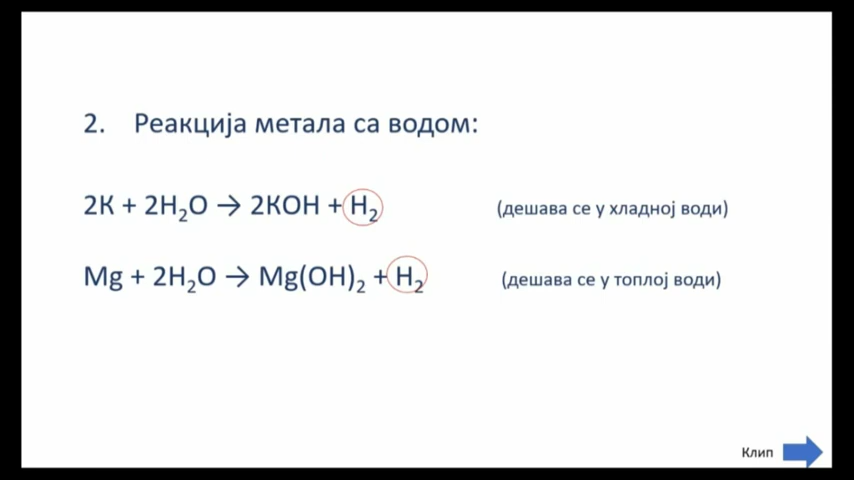 2. Реакција метала са водом:
2K + 2H₂O → 2KOH + H₂ (дешава се у хладној води)
Mg + 2H₂O → Mg(OH)₂ + H₂ (дешава се у топлој води)
Клип